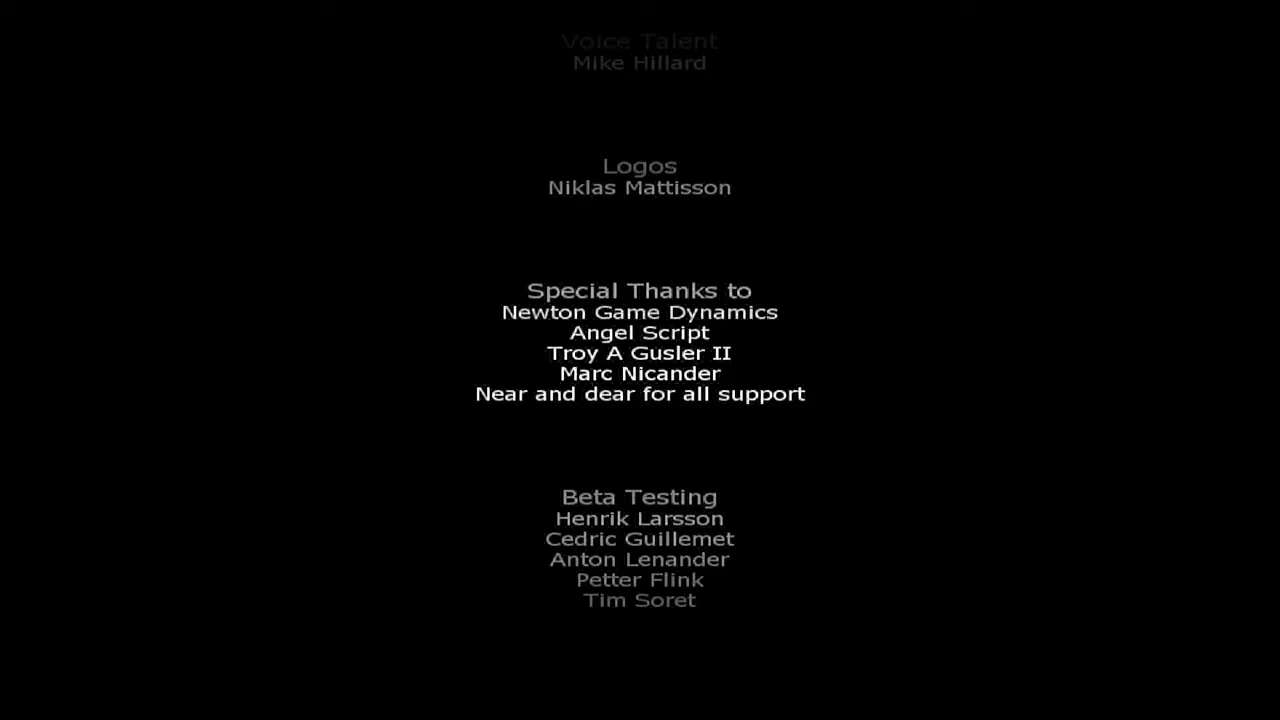 Voice Talent
Mike Hillard
Logos
Niklas Mattisson
Special Thanks to
Newton Game Dynamics
Angel Script
Troy A Gusler II
Marc Nicander
Near and dear for all support
Beta Testing
Henrik Larsson
Cedric Guillemet
Anton Lenander
Petter Flink
Tim Soret